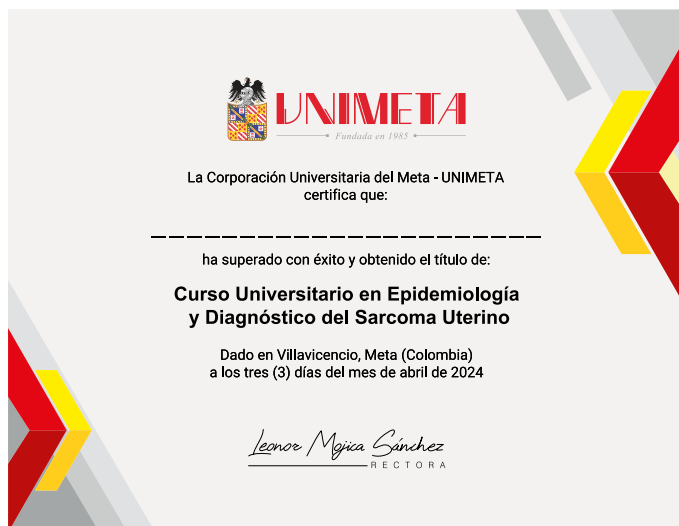 UNIMETA
Fundada en 1985
La Corporación Universitaria del Meta - UNIMETA
certifica que:
ha superado con éxito y obtenido el título de:
Curso Universitario en Epidemiología
y Diagnóstico del Sarcoma Uterino
Dado en Villavicencio, Meta (Colombia)
a los tres (3) días del mes de abril de 2024
Leonor Mojica Sánchez
RECTORA